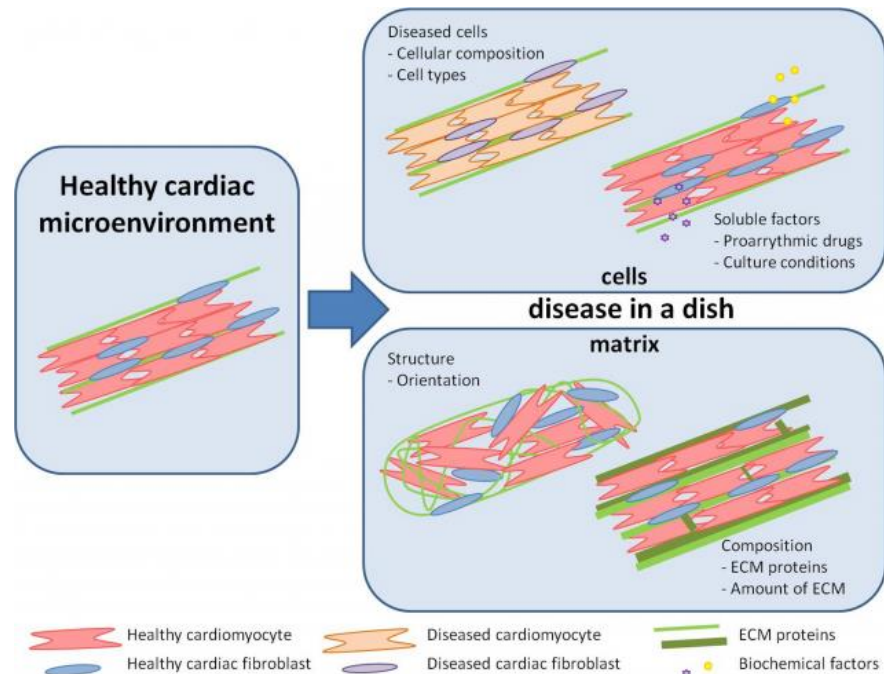 Healthy cardiac
microenvironment
Diseased cells
- Cellular composition
- Cell types
Soluble factors
- Proarrythmic drugs
- Culture conditions
cells
disease in a dish
matrix
Structure
- Orientation
Composition
- ECM proteins
- Amount of ECM
Healthy cardiomyocyte
Diseased cardiomyocyte
ECM proteins
Healthy cardiac fibroblast
Diseased cardiac fibroblast
Biochemical factors